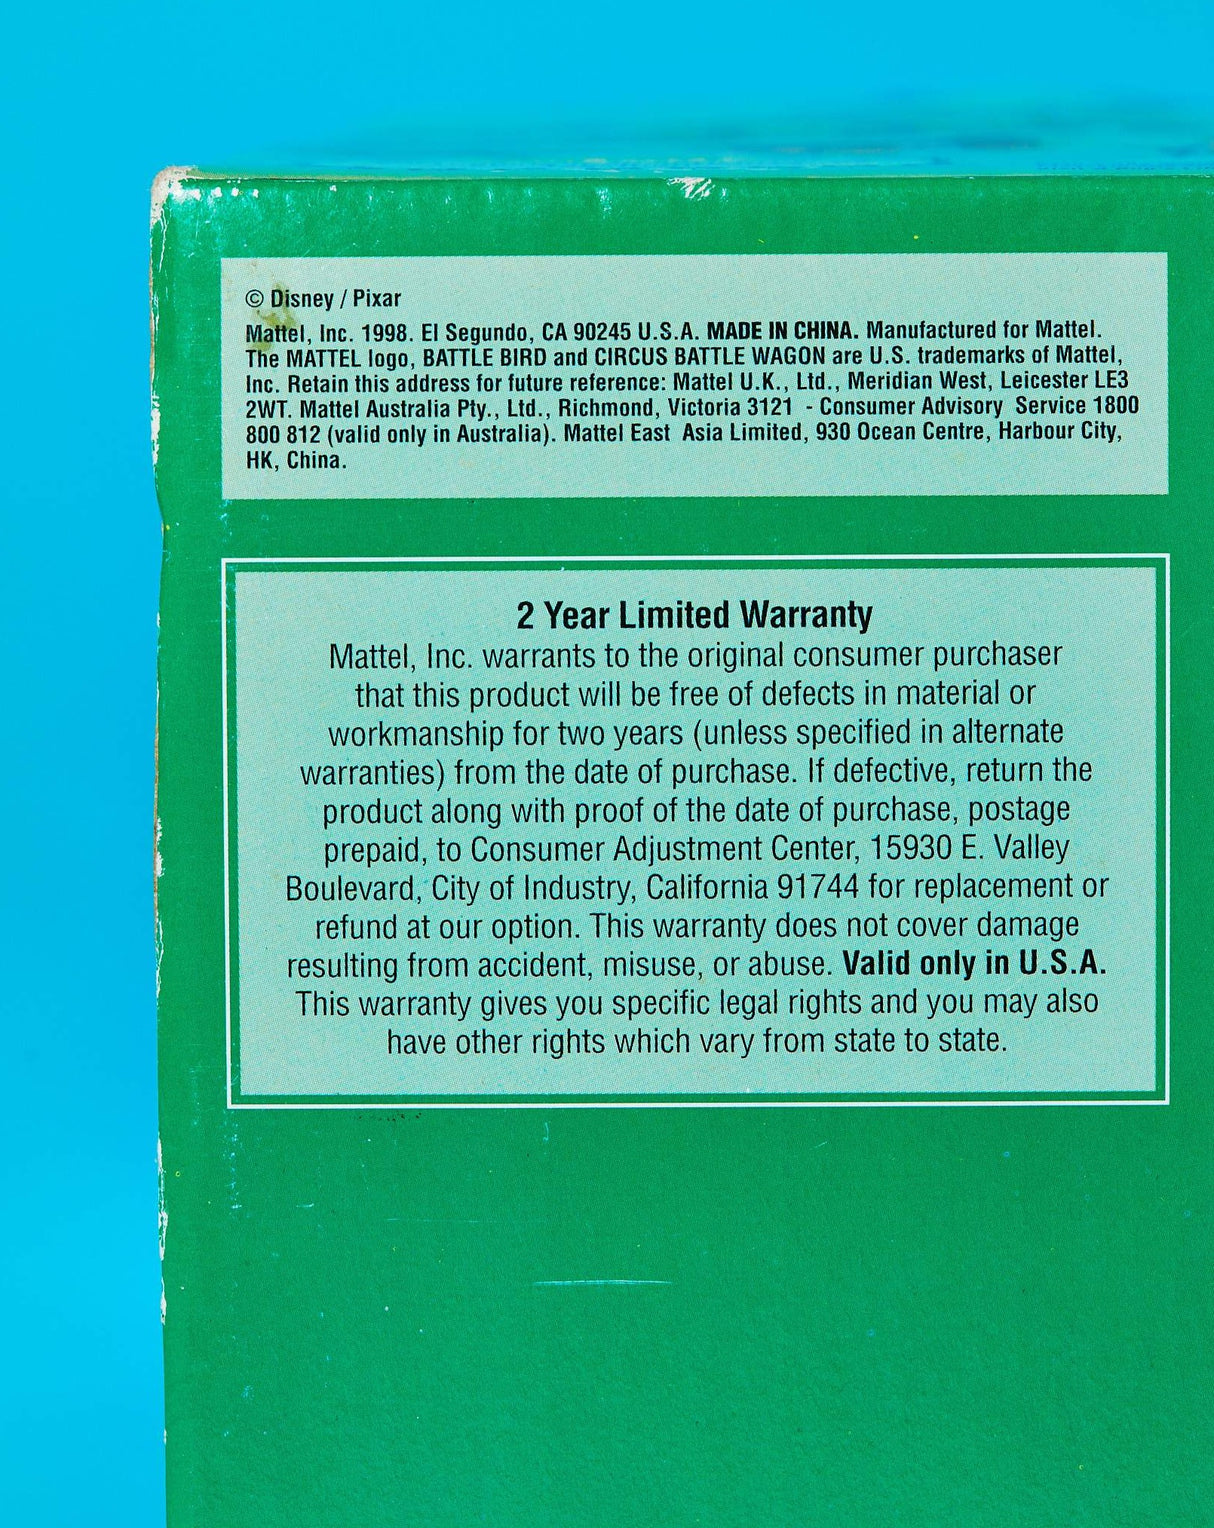 © Disney / Pixar
Mattel, Inc. 1998. El Segundo, CA 90245 U.S.A. MADE IN CHINA. Manufactured for Mattel.
The MATTEL logo, BATTLE BIRD and CIRCUS BATTLE WAGON are U.S. trademarks of Mattel,
Inc. Retain this address for future reference: Mattel U.K., Ltd., Meridian West, Leicester LE3
2WT. Mattel Australia Pty., Ltd., Richmond, Victoria 3121 - Consumer Advisory Service 1800
800 812 (valid only in Australia). Mattel East Asia Limited, 930 Ocean Centre, Harbour City,
HK, China.
2 Year Limited Warranty
Mattel, Inc. warrants to the original consumer purchaser
that this product will be free of defects in material or
workmanship for two years (unless specified in alternate
warranties) from the date of purchase. If defective, return the
product along with proof of the date of purchase, postage
prepaid, to Consumer Adjustment Center, 15930 E. Valley
Boulevard, City of Industry, California 91744 for replacement or
refund at our option. This warranty does not cover damage
resulting from accident, misuse, or abuse. Valid only in U.S.A.
This warranty gives you specific legal rights and you may also
have other rights which vary from state to state.